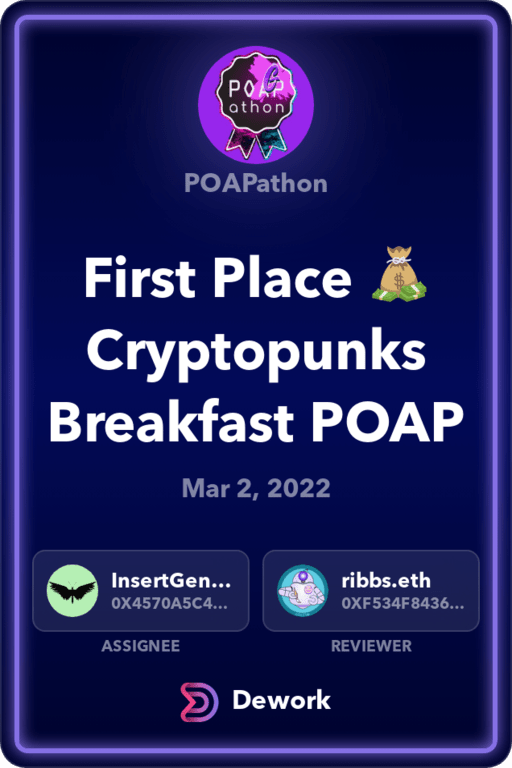 POAP
athon
POAPathon
First Place 💰
Cryptopunks
Breakfast POAP
Mar 2, 2022
InsertGen...
0X4570A5C4...
ribbs.eth
0XF534F8436...
ASSIGNEE
REVIEWER
Dework